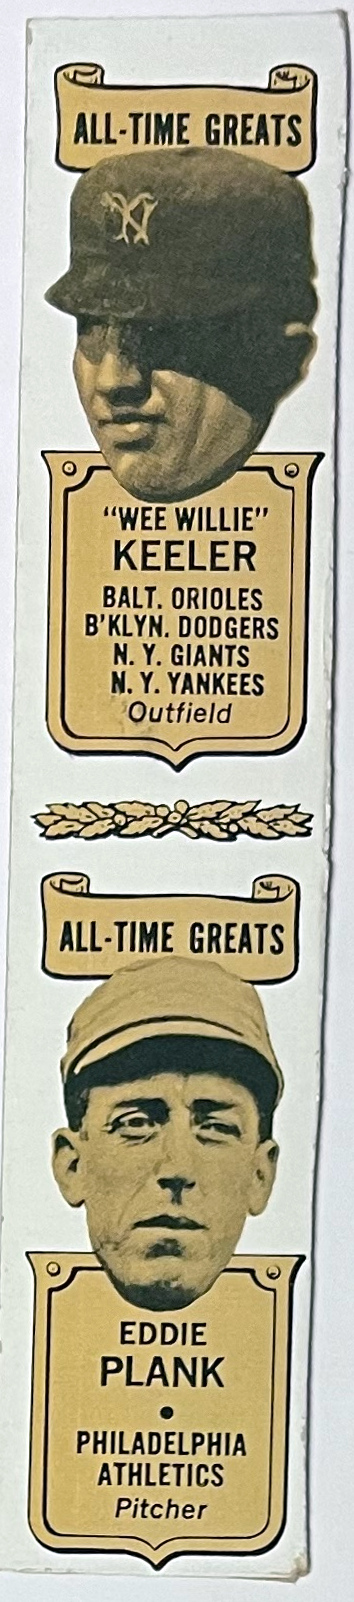 ALL-TIME GREATS
NY
"WEE WILLIE"
KEELER
BALT. ORIOLES
B'KLYN. DODGERS
N. Y. GIANTS
N. Y. YANKEES
Outfield
ALL-TIME GREATS
EDDIE
PLANK
•
PHILADELPHIA
ATHLETICS
Pitcher